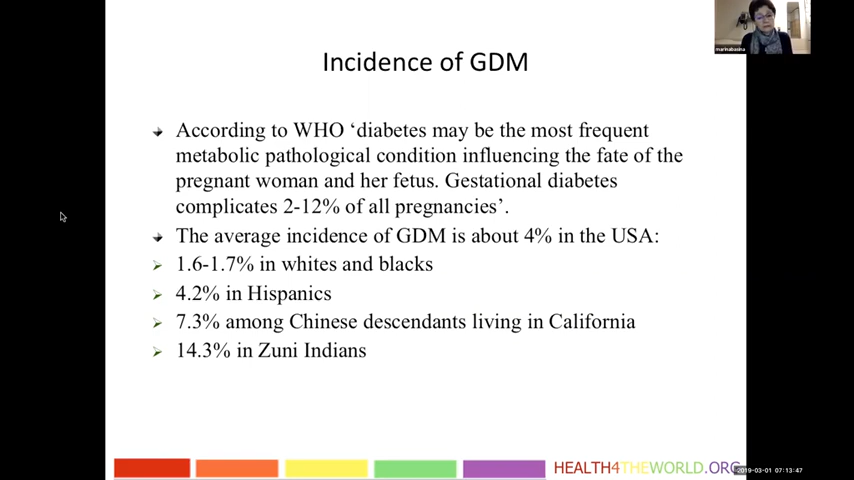 marinabasina
Incidence of GDM
According to WHO ‘diabetes may be the most frequent
metabolic pathological condition influencing the fate of the
pregnant woman and her fetus. Gestational diabetes
complicates 2-12% of all pregnancies’.
The average incidence of GDM is about 4% in the USA:
1.6-1.7% in whites and blacks
4.2% in Hispanics
7.3% among Chinese descendants living in California
14.3% in Zuni Indians
HEALTH4THEWORLD.ORG
2019-03-01 07:13:47